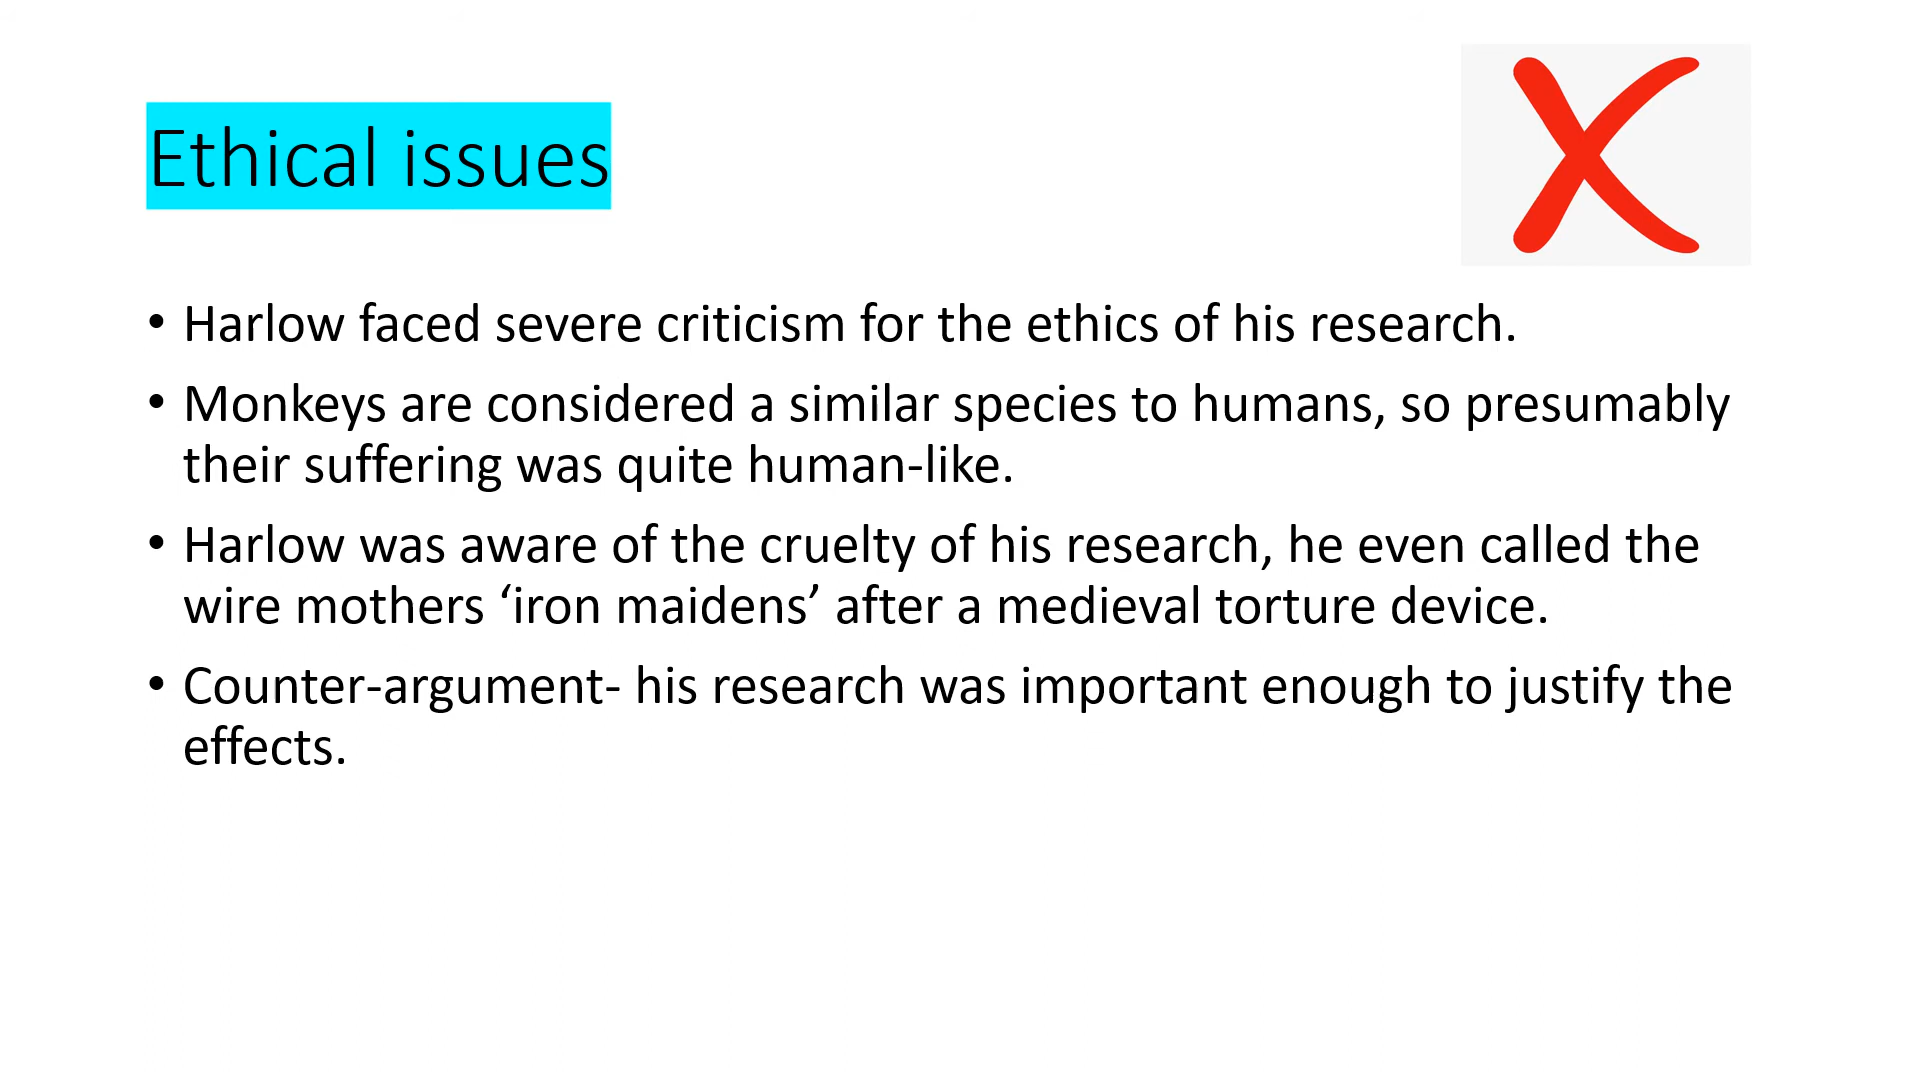 Ethical issues
• Harlow faced severe criticism for the ethics of his research.
• Monkeys are considered a similar species to humans, so presumably
their suffering was quite human-like.
• Harlow was aware of the cruelty of his research, he even called the
wire mothers ‘iron maidens’ after a medieval torture device.
• Counter-argument- his research was important enough to justify the
effects.